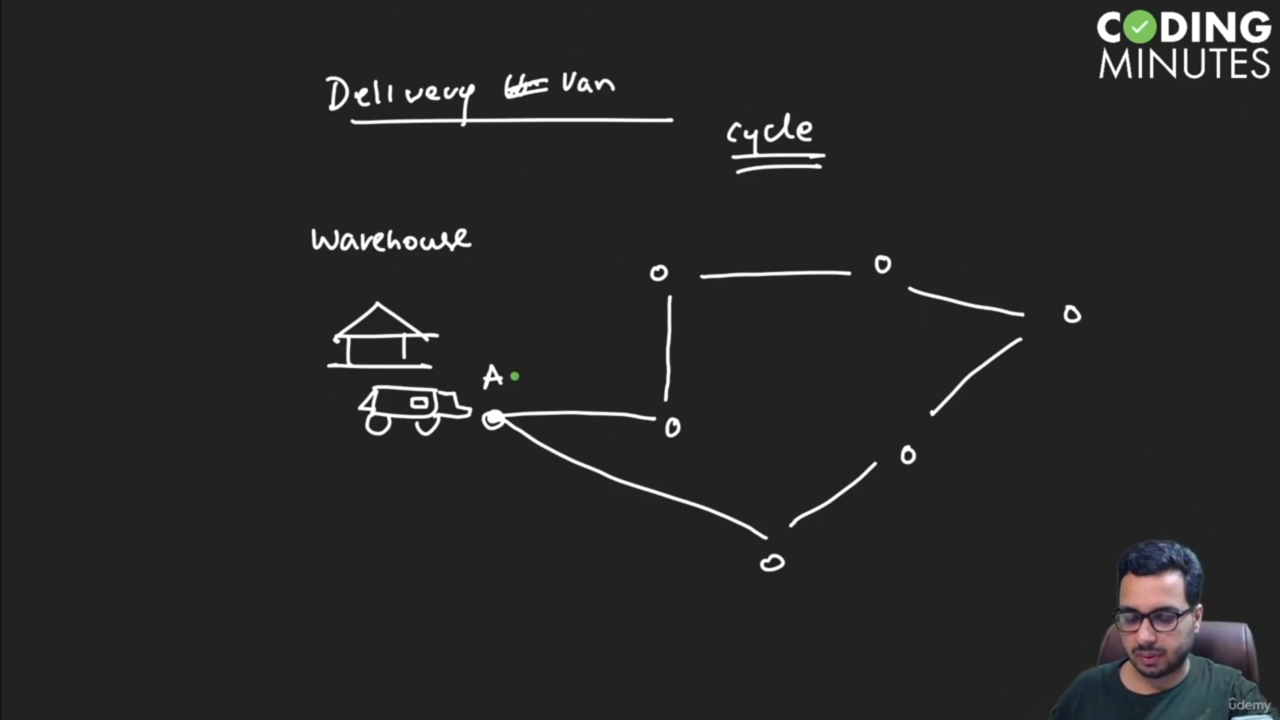 CODING
MINUTES
Delivery Van
cycle
Warehouse
A
udemy